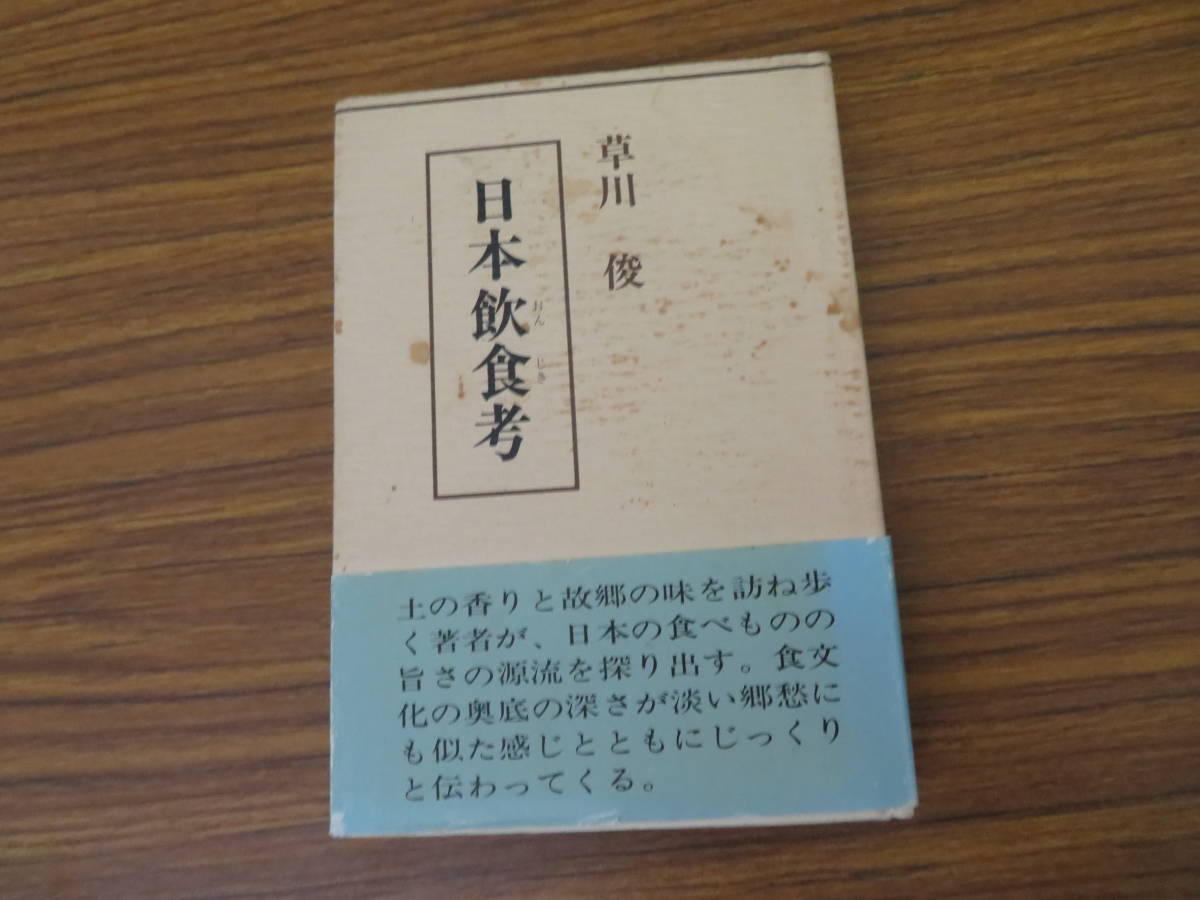 草川 俊
日本飲食考
おん
じき
土の香りと故郷の味を訪ね歩
く著者が、日本の食べものの
旨さの源流を探り出す。食文
化の奥底の深さが淡い郷愁に
も似た感じとともにじっくり
と伝わってくる。